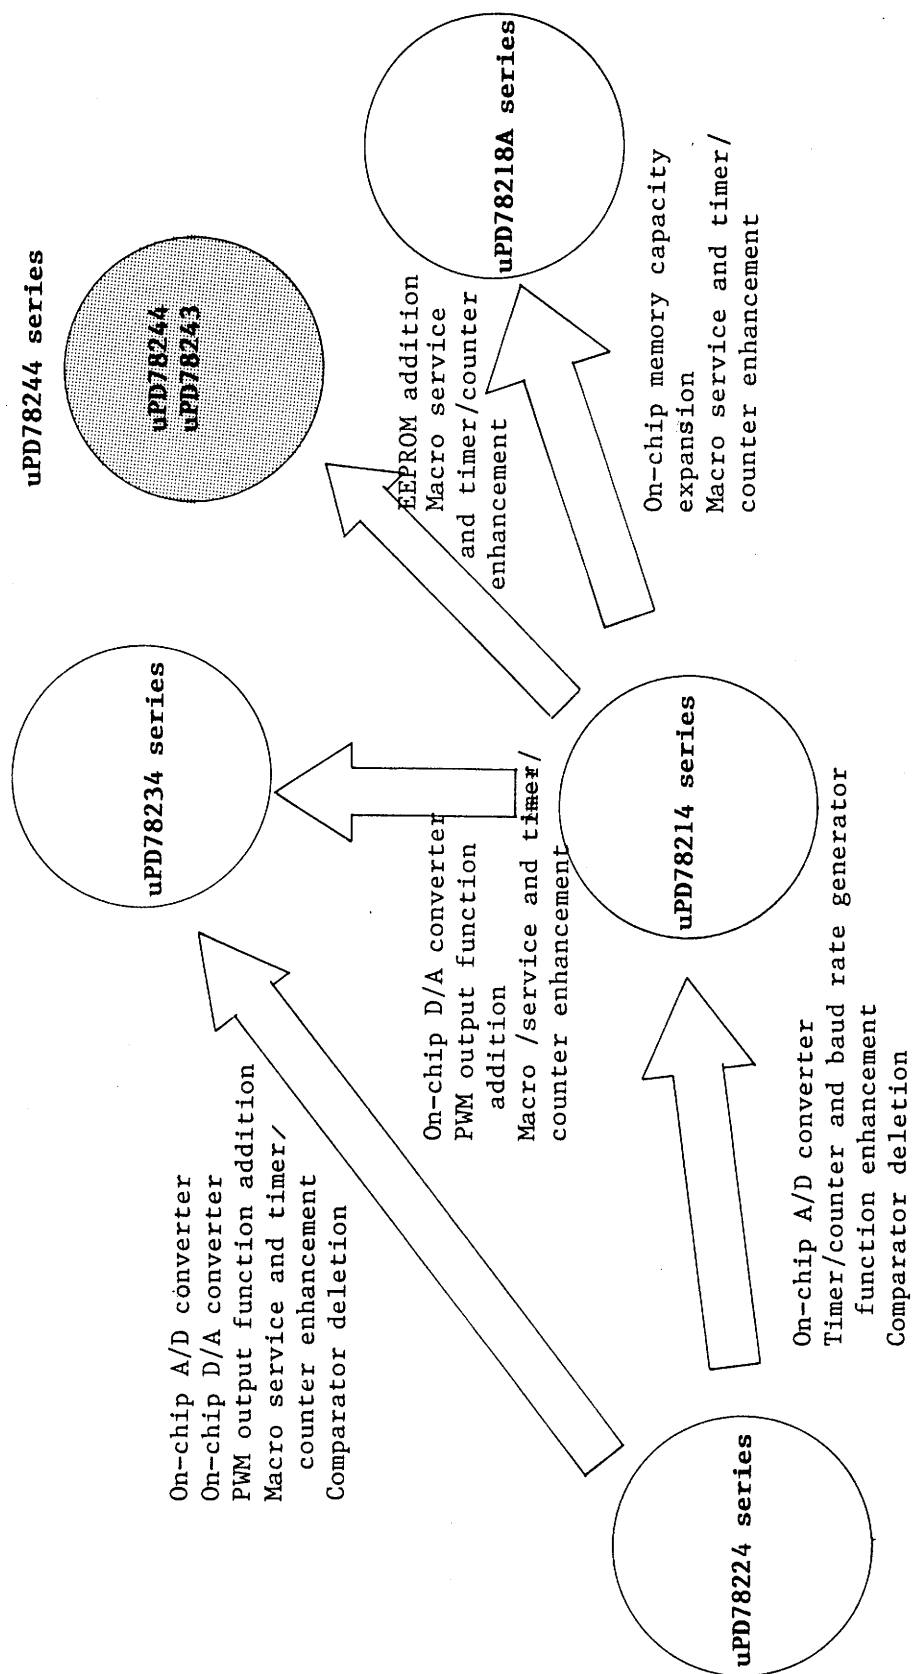 uPD78244 series
uPD78244
uPD78243
uPD78234 series
uPD78218A series
On-chip A/D converter
On-chip D/A converter
PWM output function addition
Macro service and timer/
counter enhancement
Comparator deletion
EEPROM addition
Macro service
and timer/counter
enhancement
On-chip D/A converter
PWM output function
addition
Macro /service and timer/
counter enhancement
On-chip memory capacity
expansion
Macro service and timer/
counter enhancement
uPD78214 series
uPD78224 series
On-chip A/D converter
Timer/counter and baud rate generator
function enhancement
Comparator deletion